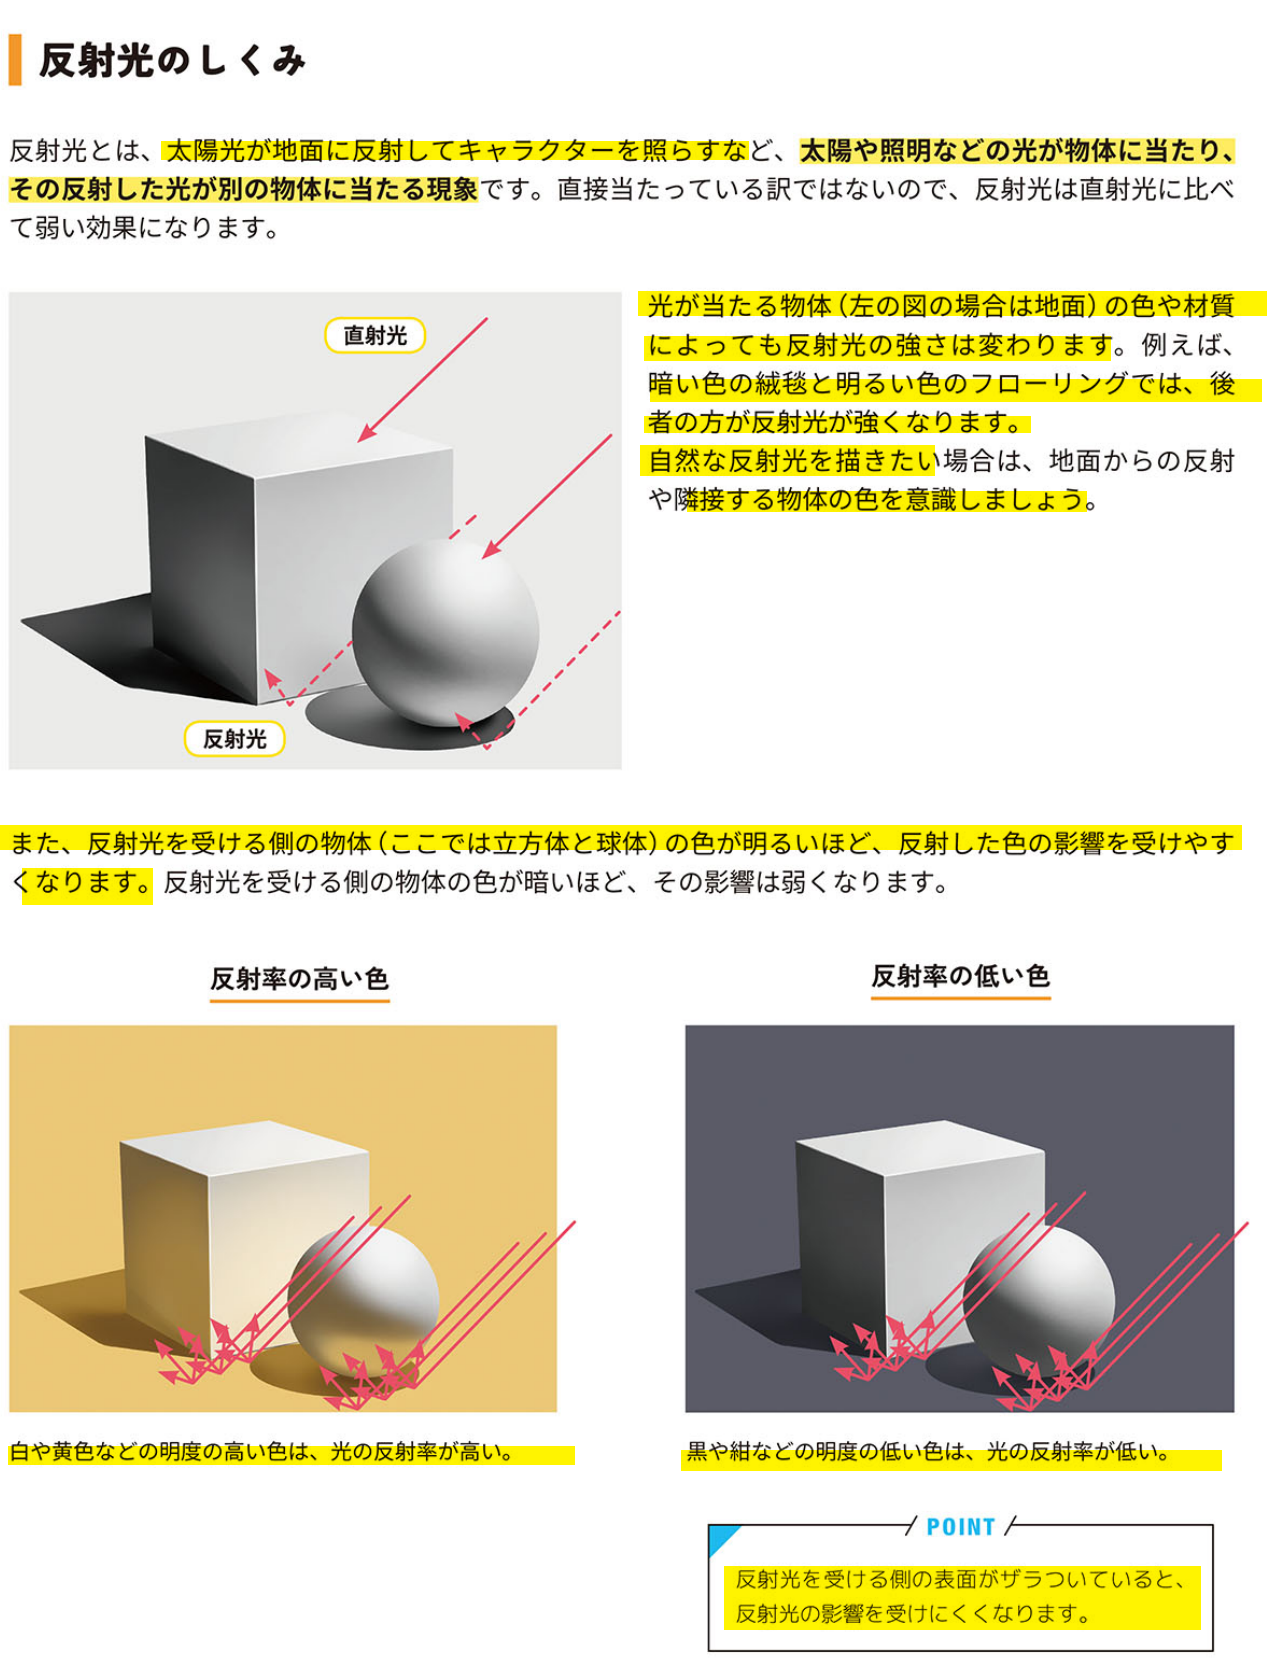 反射光のしくみ
反射光とは、太陽光が地面に反射してキャラクターを照らすなど、太陽や照明などの光が物体に当たり、
その反射した光が別の物体に当たる現象です。直接当たっている訳ではないので、反射光は直射光に比べ
て弱い効果になります。
直射光
反射光
光が当たる物体（左の図の場合は地面）の色や材質
によっても反射光の強さは変わります。例えば、
暗い色の絨毯と明るい色のフローリングでは、後
者の方が反射光が強くなります。
自然な反射光を描きたい場合は、地面からの反射
や隣接する物体の色を意識しましょう。
また、反射光を受ける側の物体（ここでは立方体と球体）の色が明るいほど、反射した色の影響を受けやす
くなります。反射光を受ける側の物体の色が暗いほど、その影響は弱くなります。
反射率の高い色
白や黄色などの明度の高い色は、光の反射率が高い。
反射率の低い色
黒や紺などの明度の低い色は、光の反射率が低い。
POINT
反射光を受ける側の表面がザラついていると、
反射光の影響を受けにくくなります。